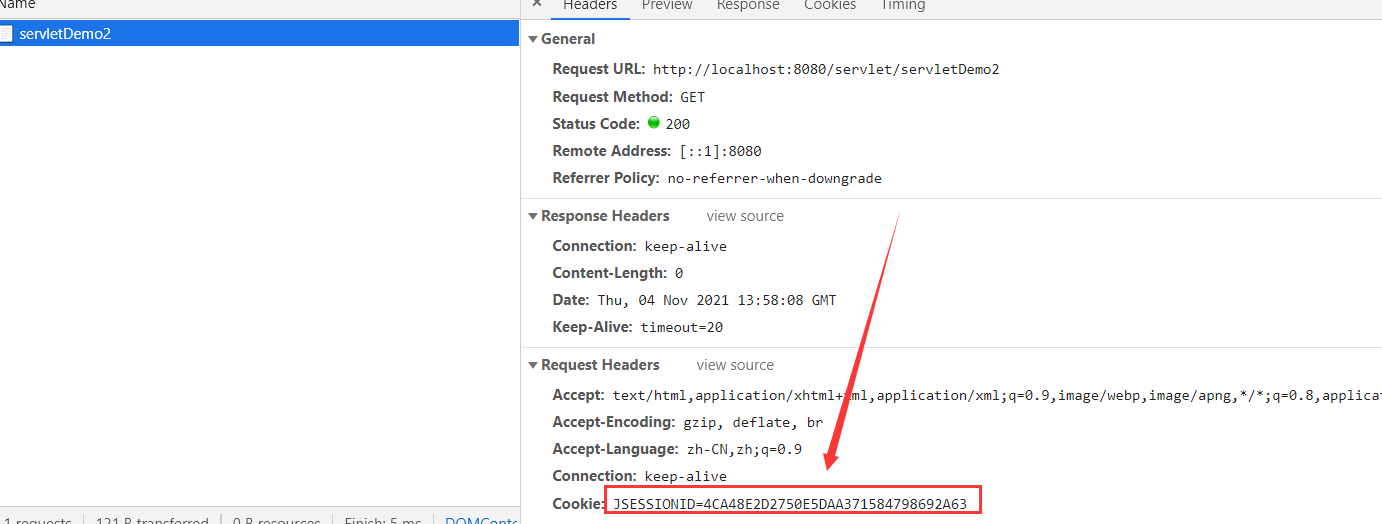 Name
Headers Preview Response Cookies Timing
servletDemo2
General
Request URL: http://localhost:8080/servlet/servletDemo2
Request Method: GET
Status Code: 200
Remote Address: [::1]:8080
Referrer Policy: no-referrer-when-downgrade
Response Headers view source
Connection: keep-alive
Content-Length: 0
Date: Thu, 04 Nov 2021 13:58:08 GMT
Keep-Alive: timeout=20
Request Headers view source
Accept: text/html,application/xhtml+xml,application/xml;q=0.9,image/webp,image/apng,*/*;q=0.8,applicat
Accept-Encoding: gzip, deflate, br
Accept-Language: zh-CN,zh;q=0.9
Connection: keep-alive
Cookie: JSESSIONID=4CA48E2D2750E5DAA371584798692A63
1 requests 121 B transferred 0 B resources Finish: 5 ms DOMConte